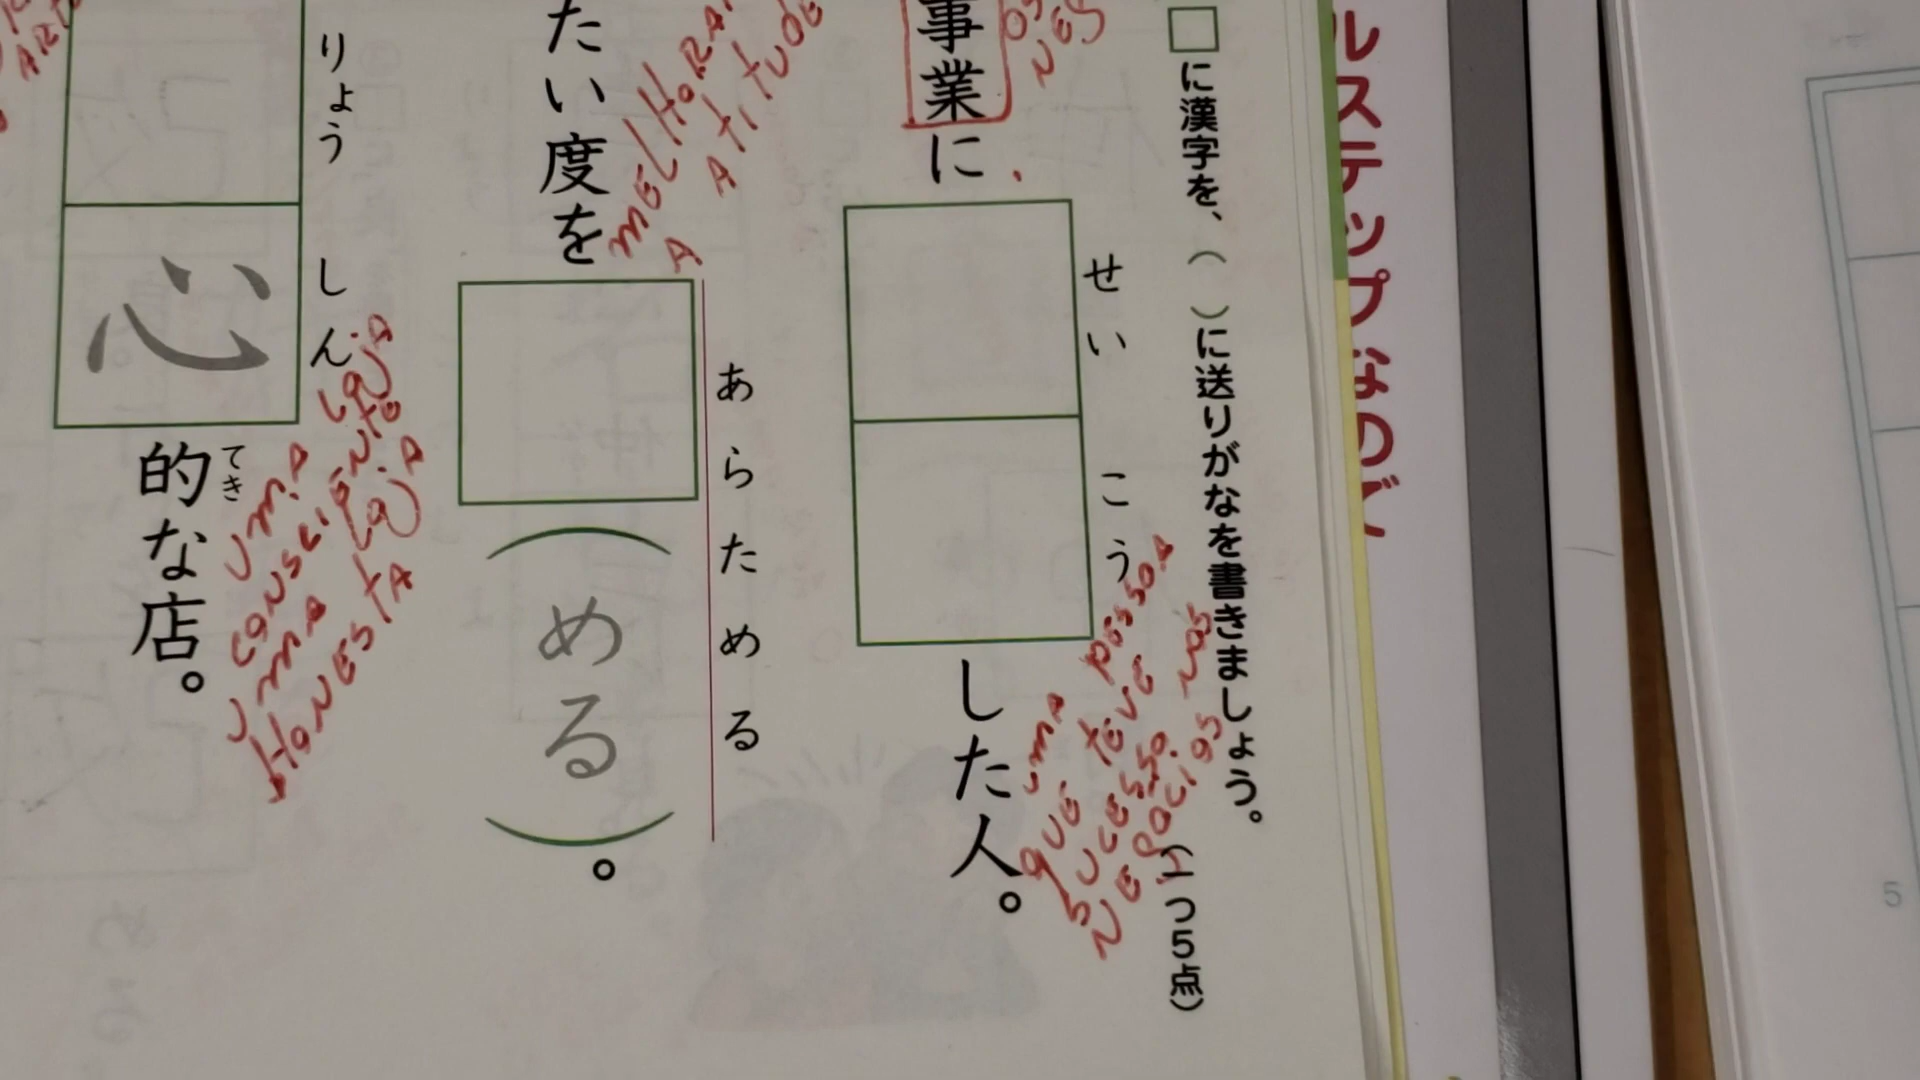 ルステップなので
□に漢字を、（　）に送りがなを書きましょう。（一つ5点）
事業に
せいこう
した人。
UMA PESSOA
QUE TEVE
SUCESSO NOS
NEGÓCIOS
たい度を
あらためる
（める）。
MELHORAR
A ATITUDE
りょうしん
心
的な店。
てき
UMA LOJA
CONSCIENTE
UMA LOJA
HONESTA
5